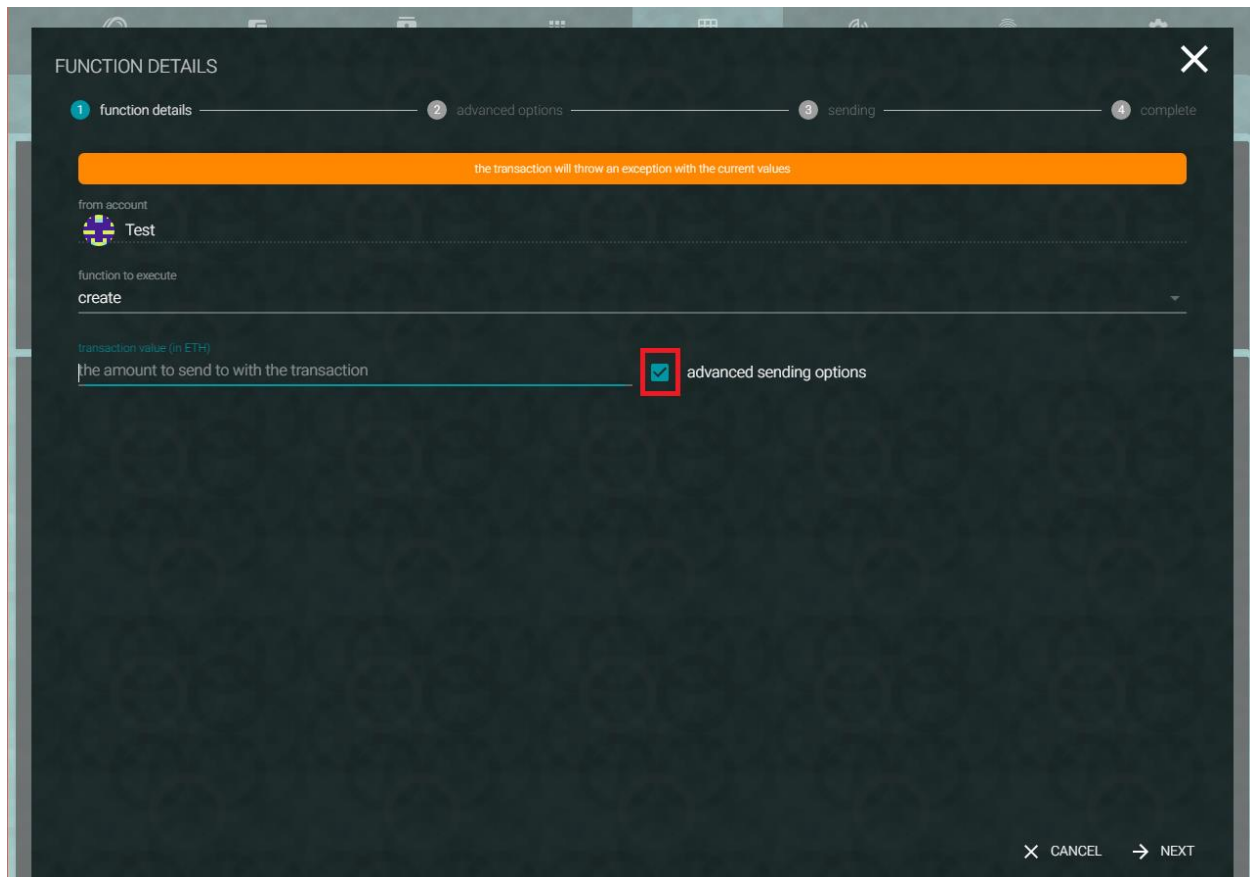 FUNCTION DETAILS
1 function details 2 advanced options 3 sending 4 complete
the transaction will throw an exception with the current values
from account
Test
function to execute
create
transaction value (in ETH)
the amount to send to with the transaction
advanced sending options
CANCEL NEXT